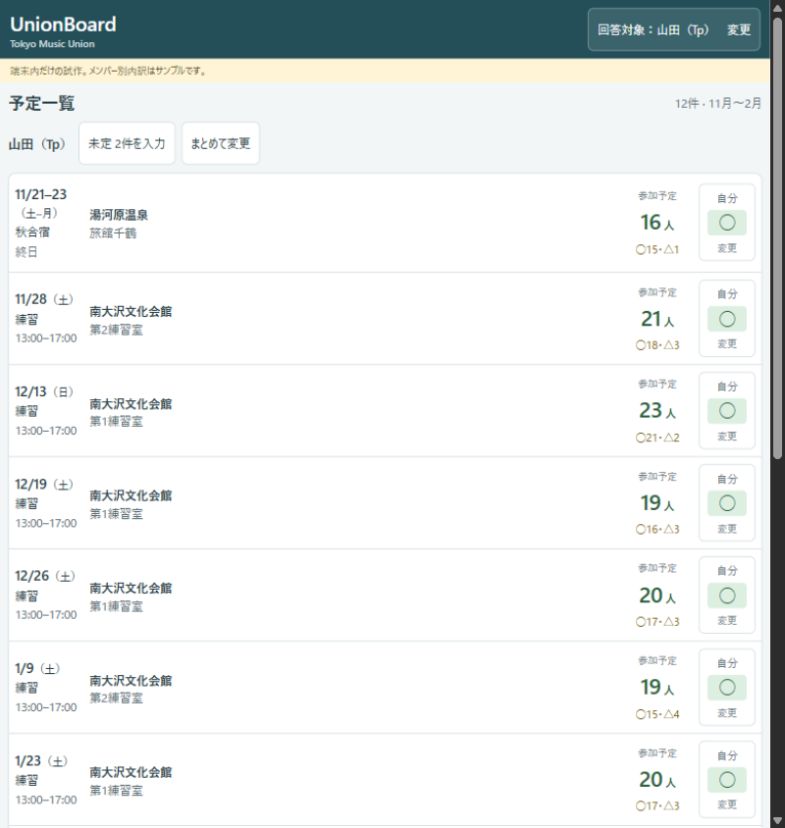 UnionBoard
Tokyo Music Union
回答対象：山田（Tp） 変更
端末内だけの試作。メンバー別内訳はサンプルです。
予定一覧
12件・11月〜2月
山田（Tp） 未定 2件を入力 まとめて変更
11/21–23
（土–月）
秋合宿
終日
湯河原温泉
旅館千鶴
参加予定
16人
○15・△1
自分
○
変更
11/28（土）
練習
13:00–17:00
南大沢文化会館
第2練習室
参加予定
21人
○18・△3
自分
○
変更
12/13（日）
練習
13:00–17:00
南大沢文化会館
第1練習室
参加予定
23人
○21・△2
自分
○
変更
12/19（土）
練習
13:00–17:00
南大沢文化会館
第1練習室
参加予定
19人
○16・△3
自分
○
変更
12/26（土）
練習
13:00–17:00
南大沢文化会館
第1練習室
参加予定
20人
○17・△3
自分
○
変更
1/9（土）
練習
13:00–17:00
南大沢文化会館
第2練習室
参加予定
19人
○15・△4
自分
○
変更
1/23（土）
練習
13:00–17:00
南大沢文化会館
第1練習室
参加予定
20人
○17・△3
自分
○
変更